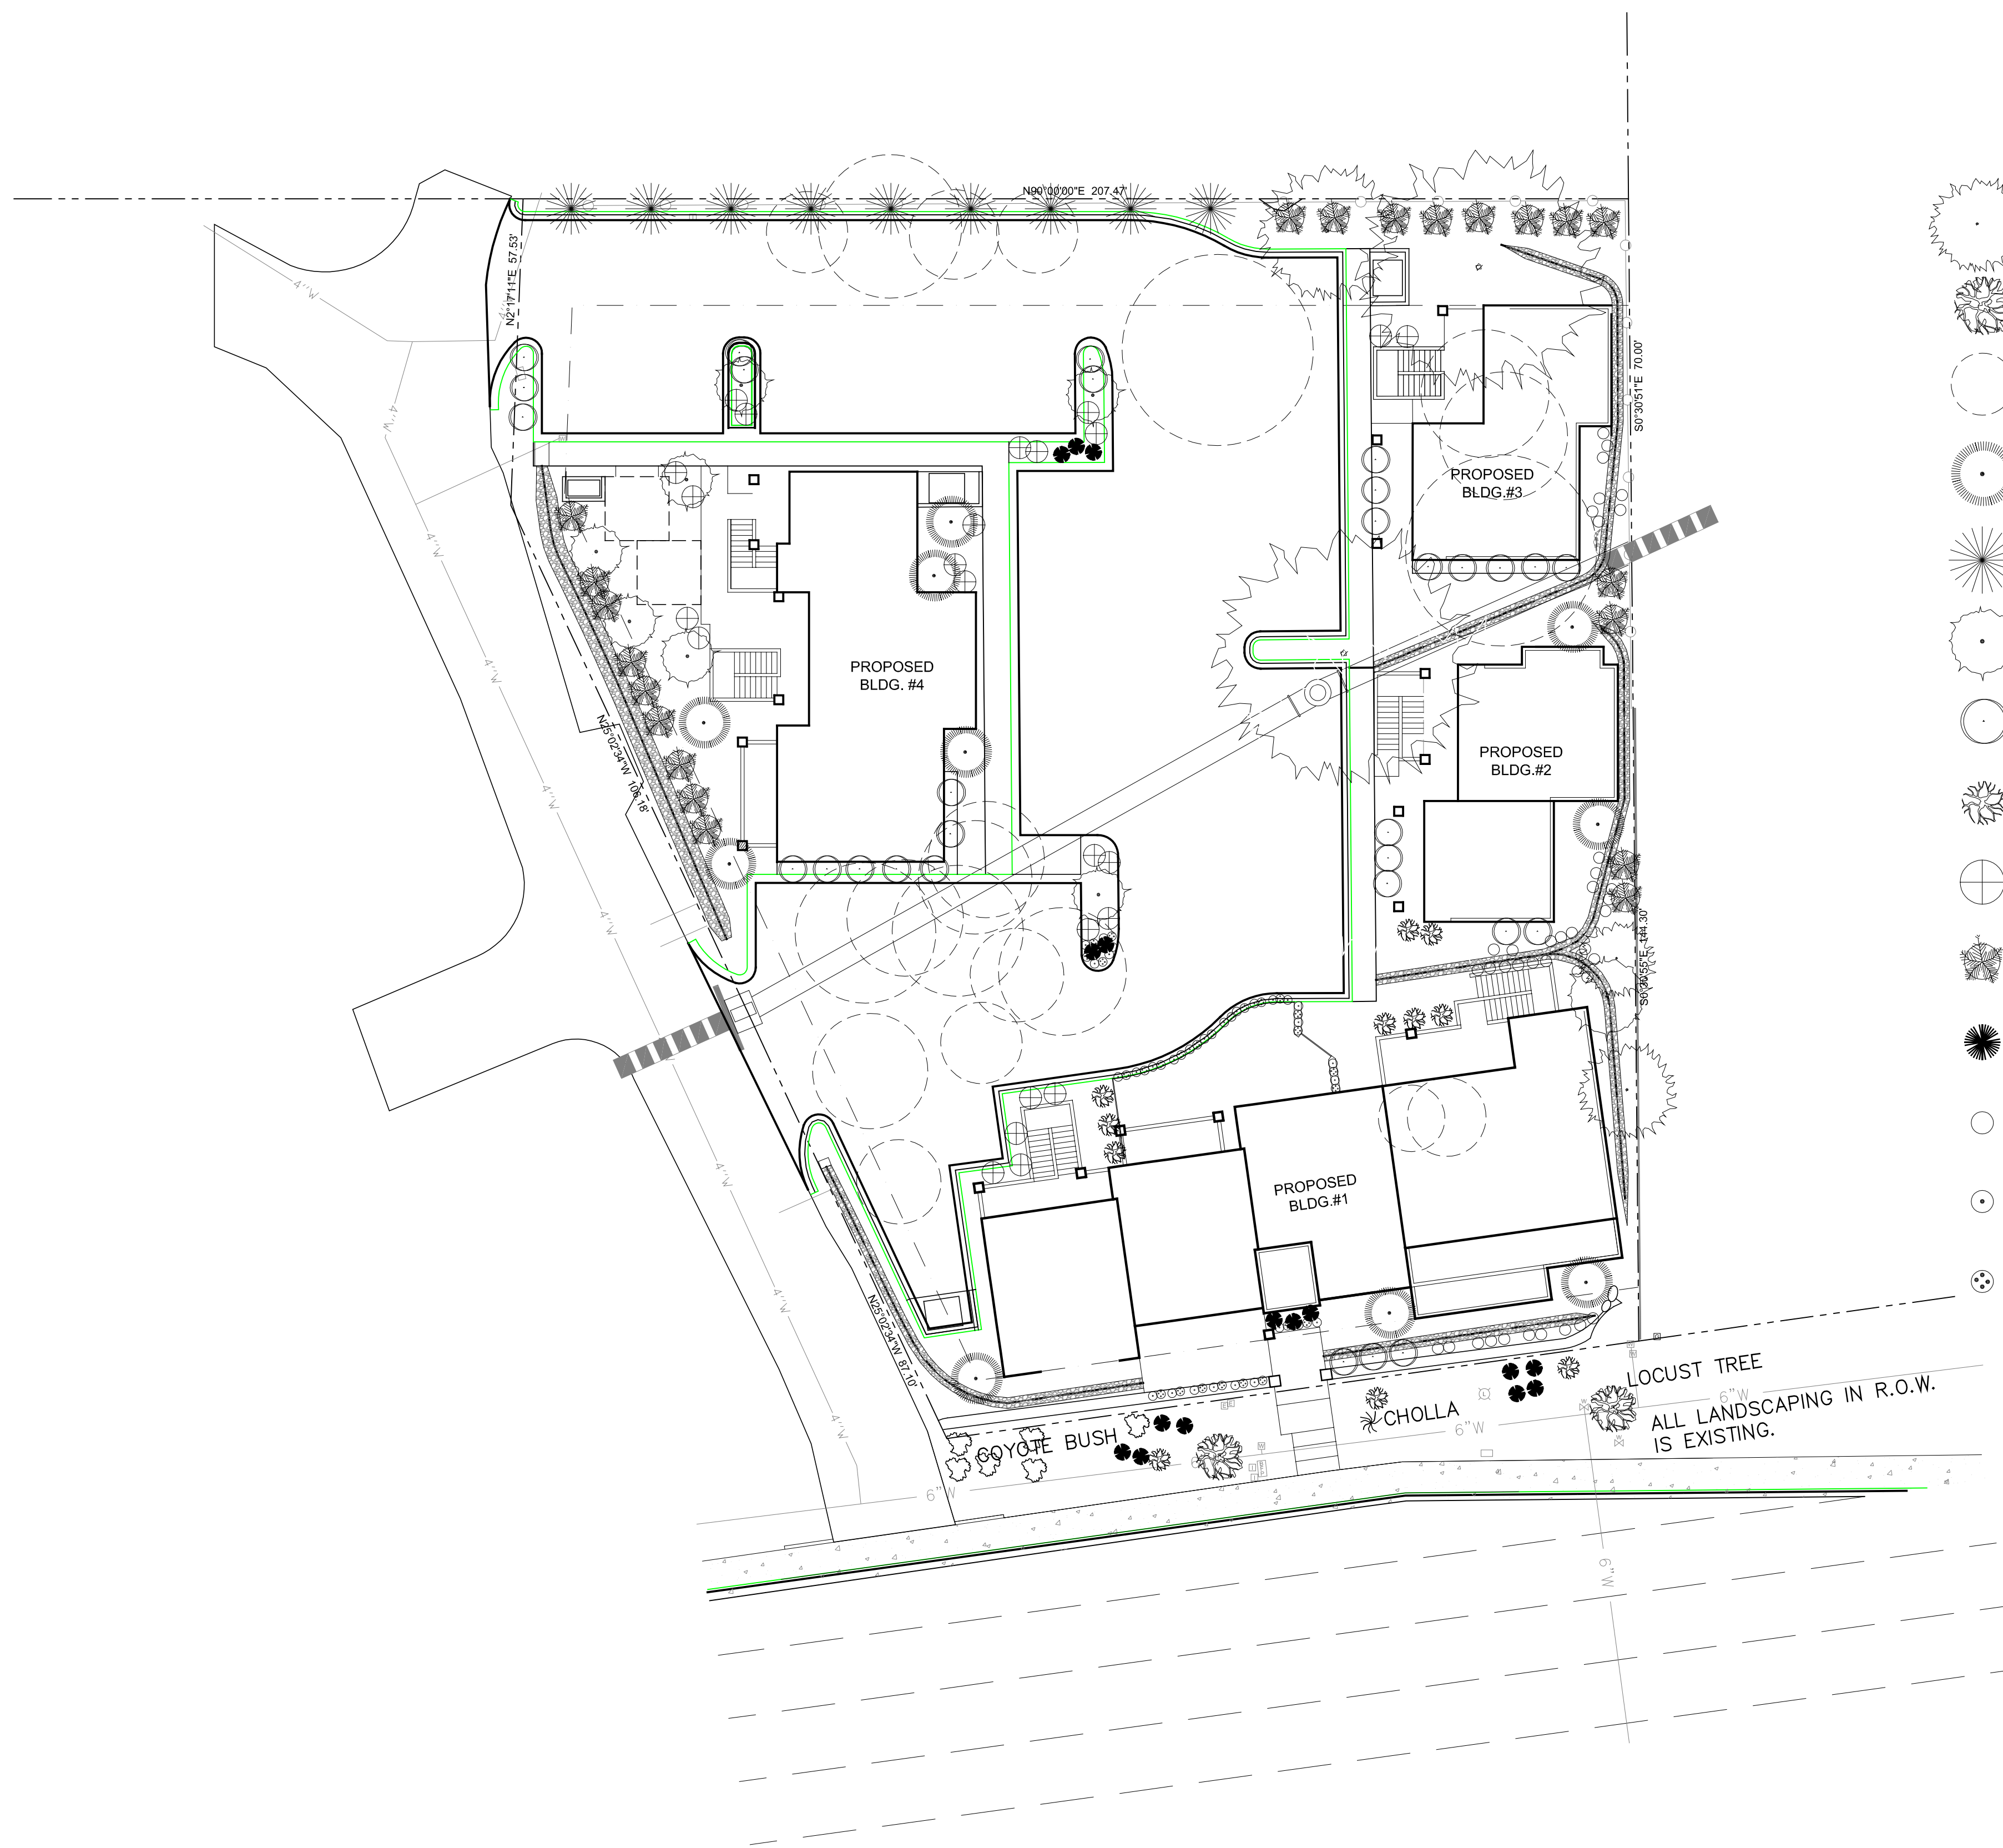 N90°00'00"E 207.47'
N2°17'11"E 57.53'
4"W
4"W
4"W
S0°30'51"E 70.00'
PROPOSED
BLDG.#3
4"W
4"W
PROPOSED
BLDG. #4
N25°02'34"W 106.18'
PROPOSED
BLDG.#2
4"W
4"W
S0°30'55"E 144.30'
4"W
PROPOSED
BLDG.#1
4"W
N25°02'34"W 87.10'
4"W
LOCUST TREE
6"W
CHOLLA
ALL LANDSCAPING IN R.O.W.
IS EXISTING.
6"W
COYOTE BUSH
6"W
6"W